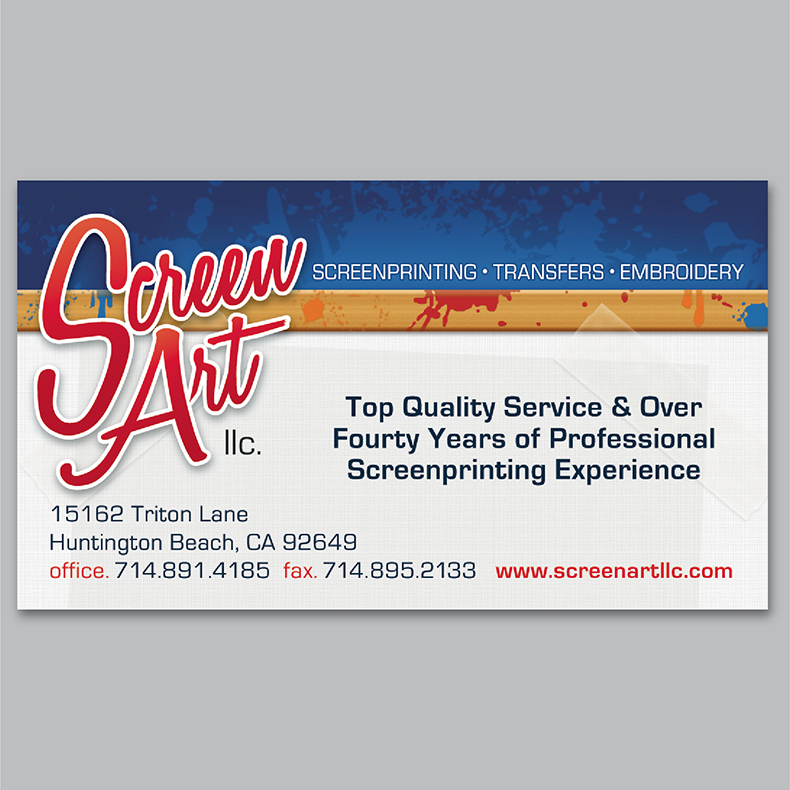 Screen
Art
llc.
SCREENPRINTING • TRANSFERS • EMBROIDERY
Top Quality Service & Over
Fourty Years of Professional
Screenprinting Experience
15162 Triton Lane
Huntington Beach, CA 92649
office. 714.891.4185 fax. 714.895.2133 www.screenartllc.com